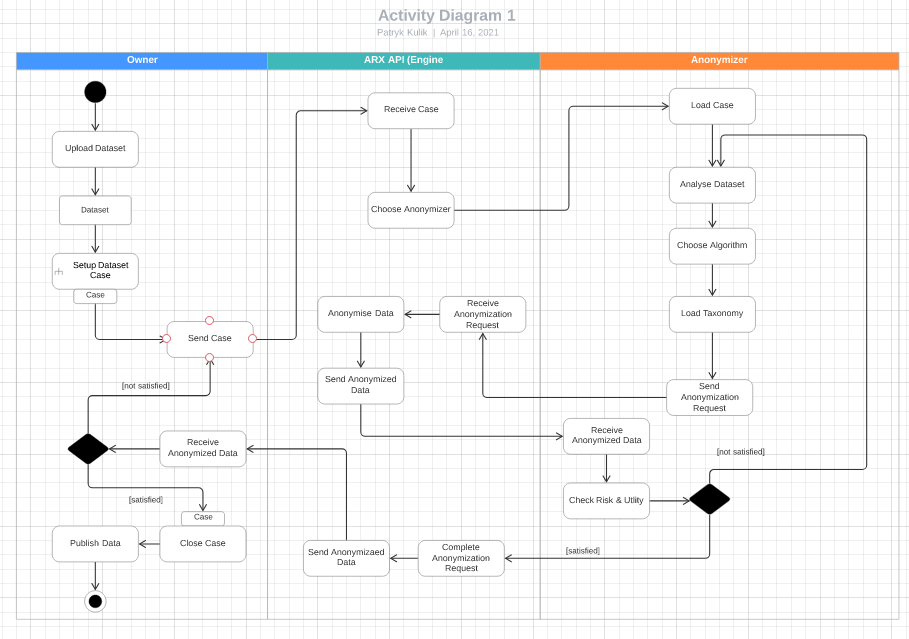 Activity Diagram 1
Patryk Kulik | April 16, 2021
Owner
ARX API (Engine
Anonymizer
Upload Dataset
Dataset
Setup Dataset
Case
Case
Send Case
[not satisfied]
Receive
Anonymized Data
[satisfied]
Case
Publish Data
Close Case
Receive Case
Choose Anonymizer
Anonymise Data
Receive
Anonymization
Request
Send Anonymized
Data
Send Anonymizaed
Data
Complete
Anonymization
Request
Load Case
Analyse Dataset
Choose Algorithm
Load Taxonomy
Send
Anonymization
Request
Receive
Anonymized Data
[not satisfied]
Check Risk & Utlity
[satisfied]